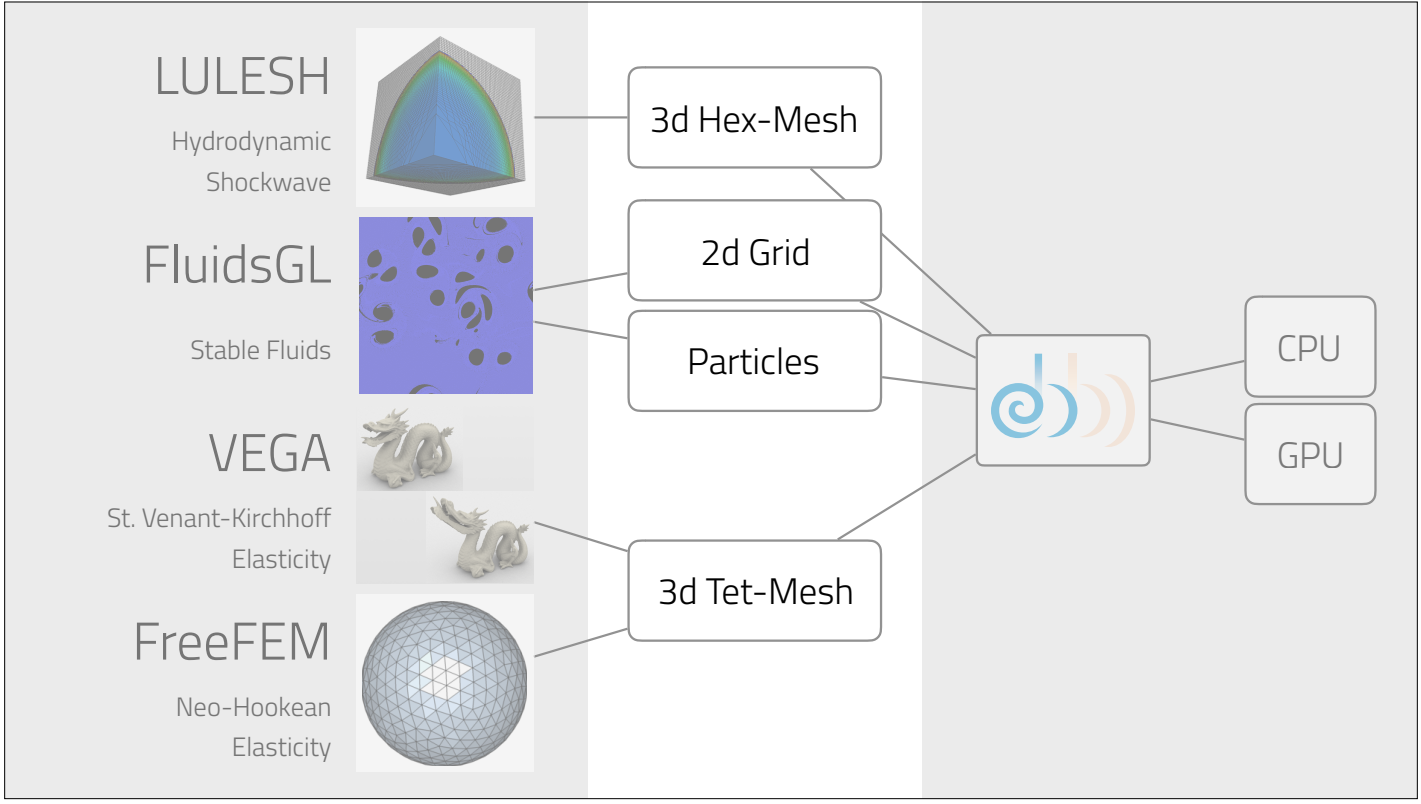 LULESH
Hydrodynamic
Shockwave
FluidsGL
Stable Fluids
VEGA
St. Venant-Kirchhoff
Elasticity
FreeFEM
Neo-Hookean
Elasticity
3d Hex-Mesh
2d Grid
Particles
3d Tet-Mesh
ebb
CPU
GPU